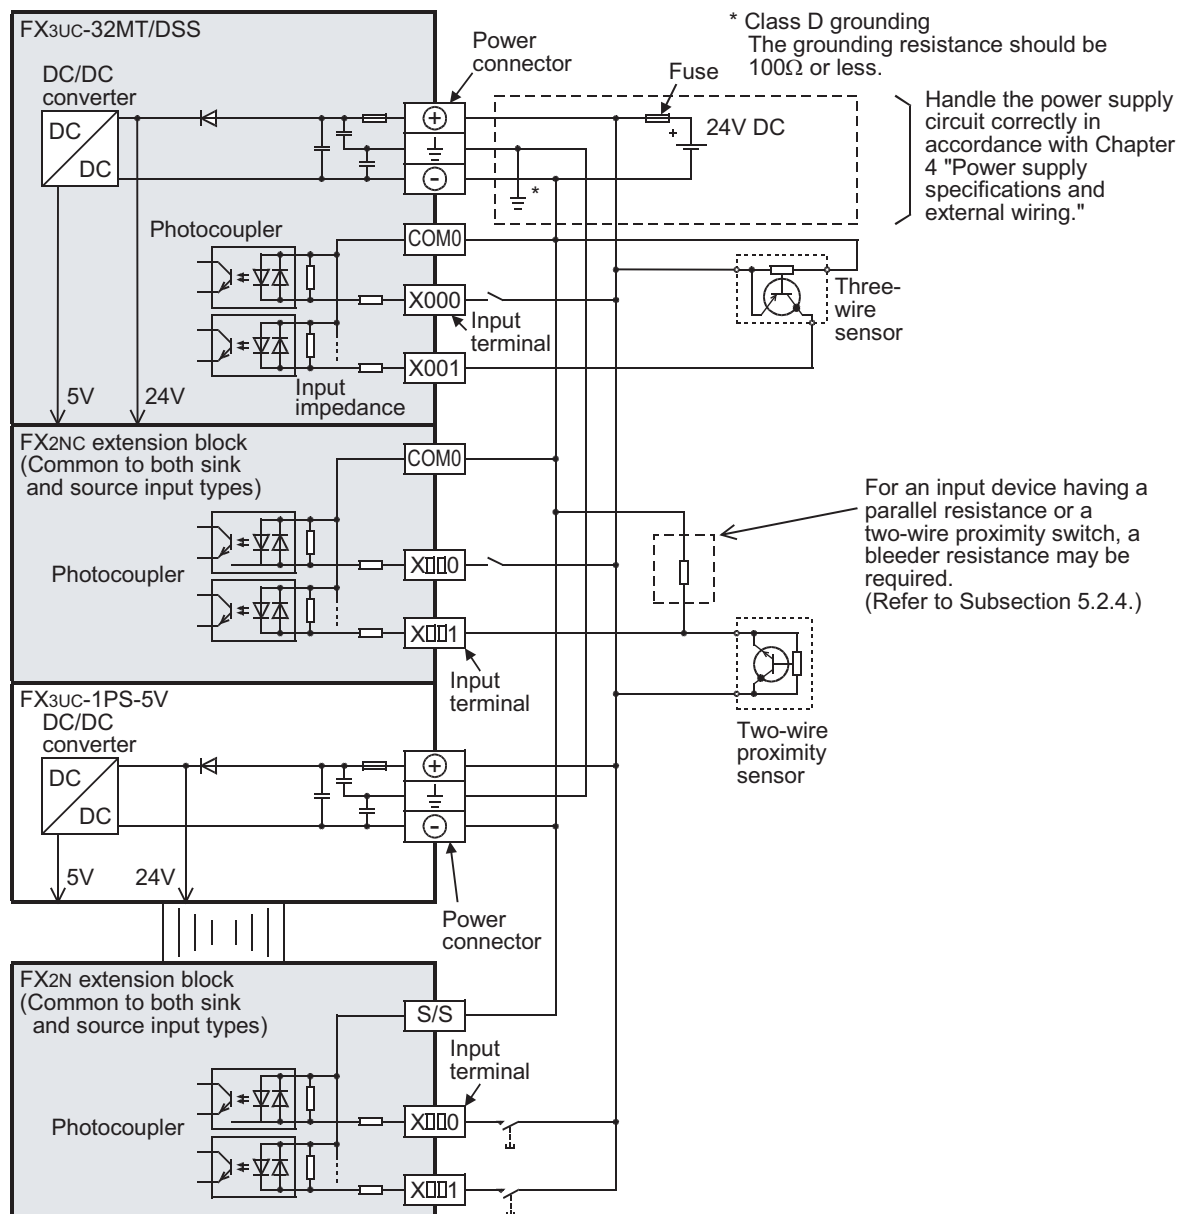 FX3UC-32MT/DSS
* Class D grounding
The grounding resistance should be
100Ω or less.
Power
connector
Fuse
DC/DC
converter
DC
DC
+
24V DC
*
Handle the power supply
circuit correctly in
accordance with Chapter
4 "Power supply
specifications and
external wiring."
Photocoupler
COM0
X000
Input
terminal
Three-
wire
sensor
X001
Input
impedance
5V
24V
FX2NC extension block
(Common to both sink
and source input types)
COM0
For an input device having a
parallel resistance or a
two-wire proximity switch, a
bleeder resistance may be
required.
(Refer to Subsection 5.2.4.)
Photocoupler
X▯▯0
X▯▯1
Input
terminal
Two-wire
proximity
sensor
FX3UC-1PS-5V
DC/DC
converter
DC
DC
5V
24V
Power
connector
FX2N extension block
(Common to both sink
and source input types)
S/S
Input
terminal
Photocoupler
X▯▯0
X▯▯1